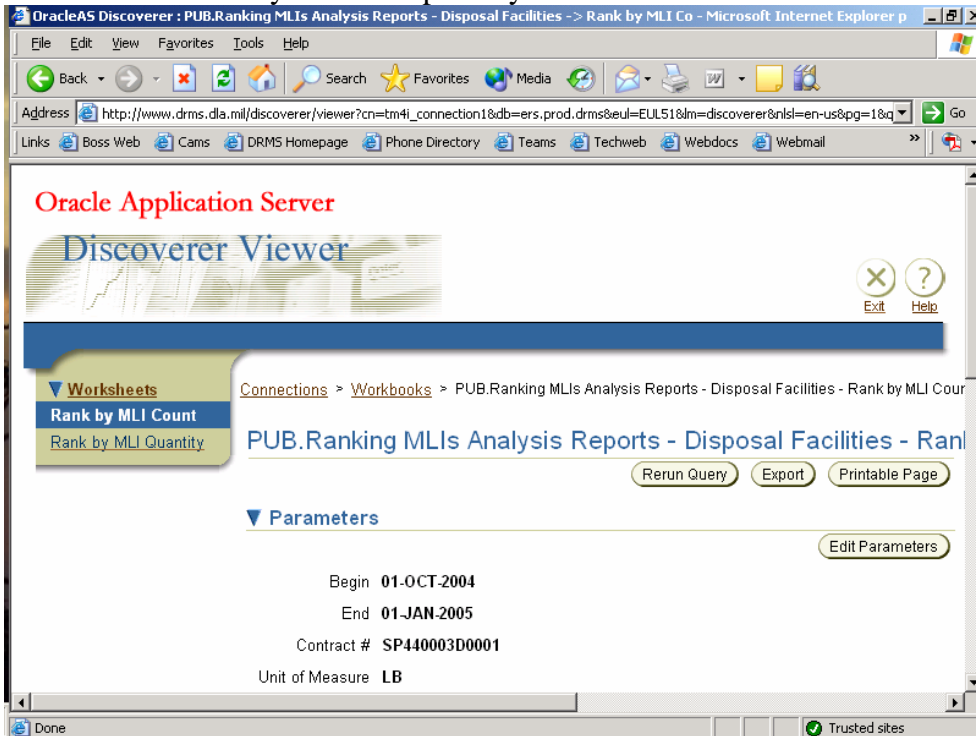 OracleAS Discoverer : PUB.Ranking MLIs Analysis Reports - Disposal Facilities -> Rank by MLI Co - Microsoft Internet Explorer p
File Edit View Favorites Tools Help
Back Search Favorites Media
Address http://www.drms.dla.mil/discoverer/viewer?cn=tm4i_connection1&db=ers.prod.drms&eul=EUL51&lm=discoverer&nlsl=en-us&pg=1&q Go
Links Boss Web Cams DRMS Homepage Phone Directory Teams Techweb Webdocs Webmail »
Oracle Application Server
Discoverer Viewer
Exit Help
Worksheets
Rank by MLI Count
Rank by MLI Quantity
Connections > Workbooks > PUB.Ranking MLIs Analysis Reports - Disposal Facilities - Rank by MLI Cour
PUB.Ranking MLIs Analysis Reports - Disposal Facilities - Ran
Rerun Query Export Printable Page
Parameters
Edit Parameters
Begin 01-OCT-2004
End 01-JAN-2005
Contract # SP440003D0001
Unit of Measure LB
Done Trusted sites